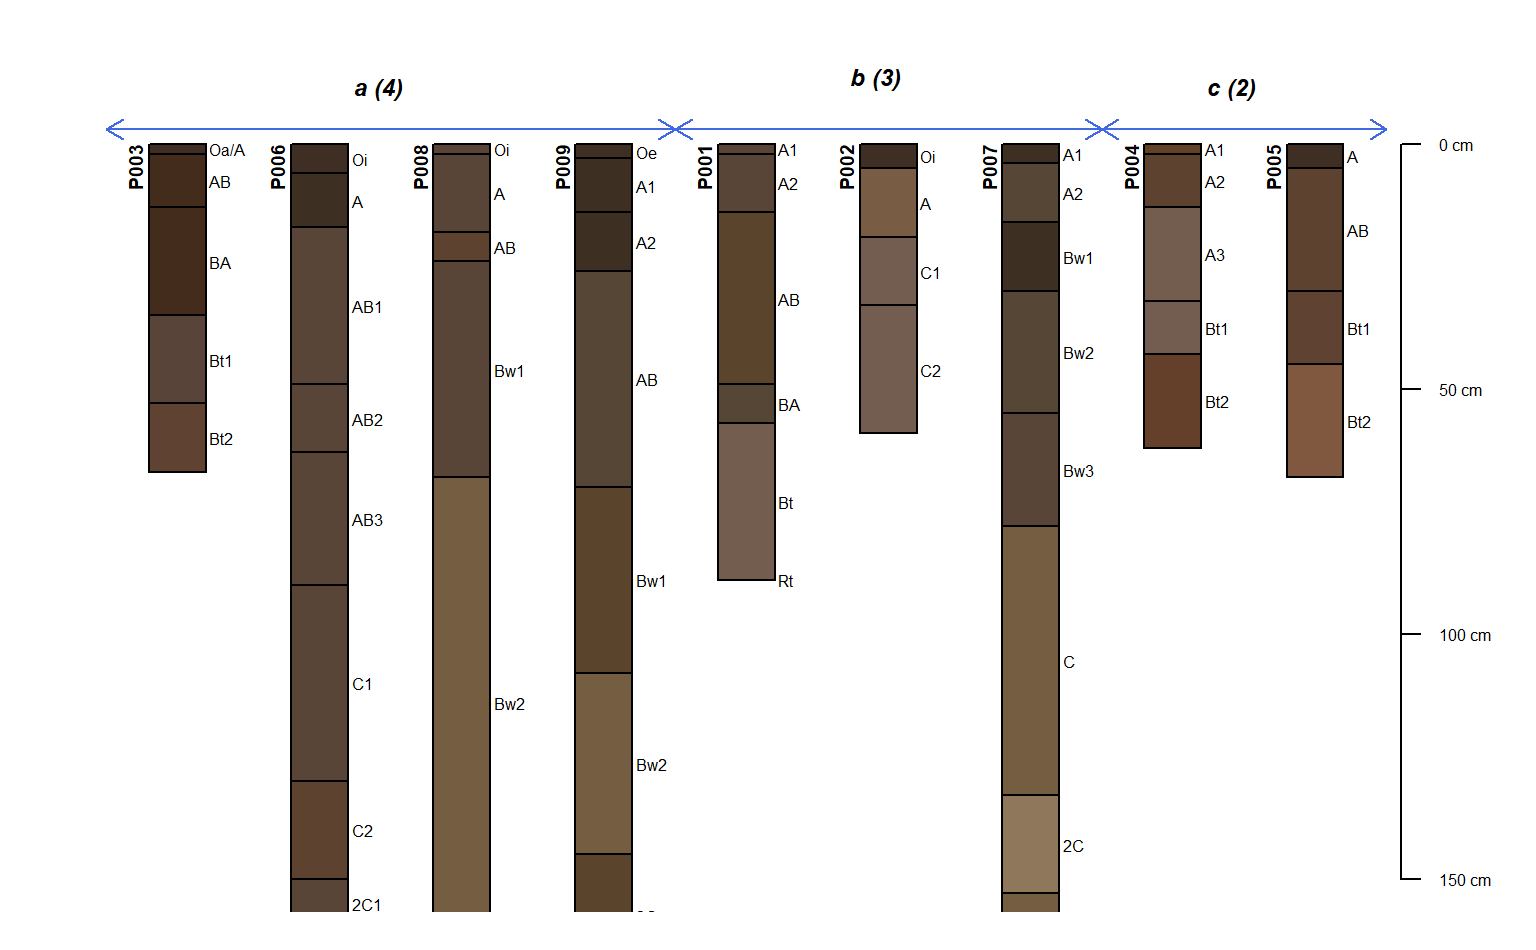 a (4)
b (3)
c (2)
P003
Oa/A
AB
BA
Bt1
Bt2
P006
Oi
A
AB1
AB2
AB3
C1
C2
2C1
P008
Oi
A
AB
Bw1
Bw2
P009
Oe
A1
A2
AB
Bw1
Bw2
P001
A1
A2
AB
BA
Bt
Rt
P002
Oi
A
C1
C2
P007
A1
A2
Bw1
Bw2
Bw3
C
2C
P004
A1
A2
A3
Bt1
Bt2
P005
A
AB
Bt1
Bt2
0 cm
50 cm
100 cm
150 cm